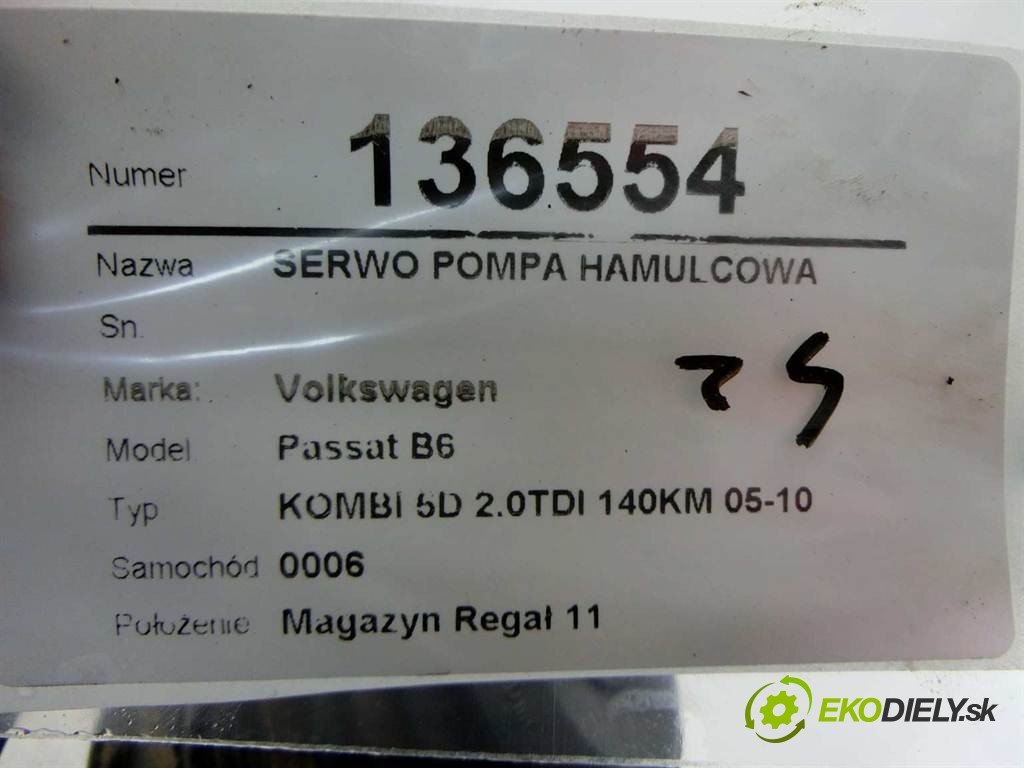 Numer 136554
Nazwa SERWO POMPA HAMULCOWA
Sn.
Marka: Volkswagen
Model Passat B6
Typ KOMBI 5D 2.0TDI 140KM 05-10
Samochód 0006
Położenie Magazyn Regał 11
EKODIELY.sk